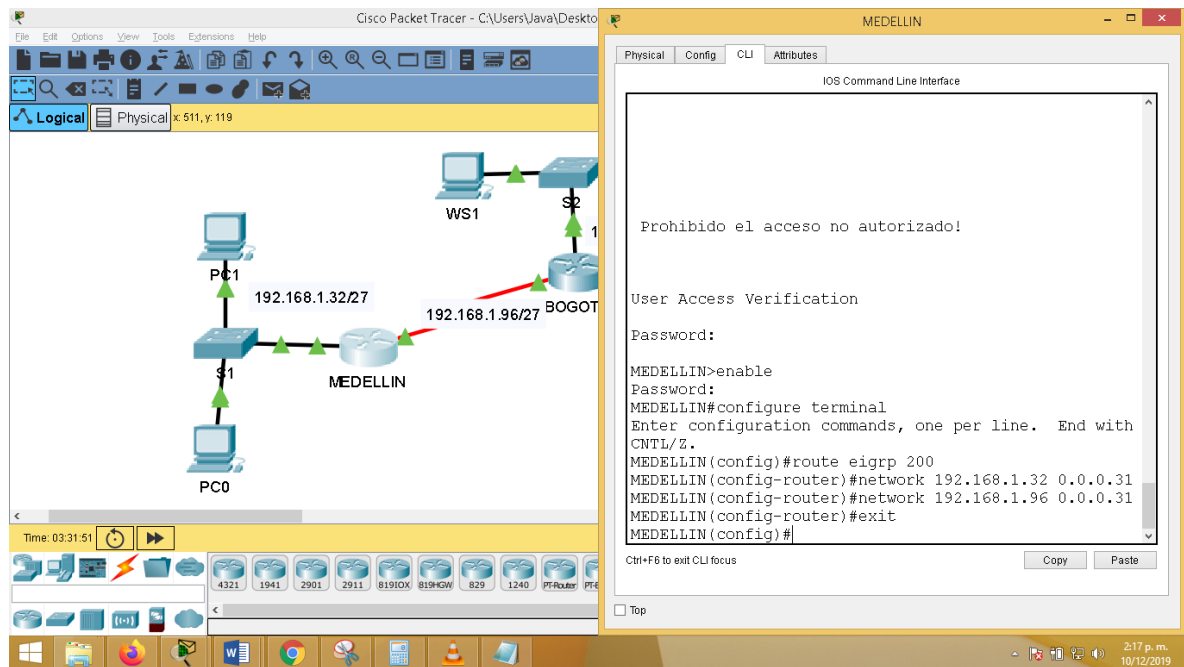 Cisco Packet Tracer - C:\Users\Java\Deskto
File Edit Options View Tools Extensions Help
Logical
Physical
x: 511, y: 119
WS1
S2
1
PC1
192.168.1.32/27
192.168.1.96/27
BOGOT
S1
MEDELLIN
PC0
Time: 03:31:51
4321
1941
2901
2911
819IOX
819HGW
829
1240
PT-Router
PT-E
MEDELLIN
Physical
Config
CLI
Attributes
IOS Command Line Interface
Prohibido el acceso no autorizado!
User Access Verification
Password:
MEDELLIN>enable
Password:
MEDELLIN#configure terminal
Enter configuration commands, one per line. End with
CNTL/Z.
MEDELLIN(config)#route eigrp 200
MEDELLIN(config-router)#network 192.168.1.32 0.0.0.31
MEDELLIN(config-router)#network 192.168.1.96 0.0.0.31
MEDELLIN(config-router)#exit
MEDELLIN(config)#
Ctrl+F6 to exit CLI focus
Copy
Paste
Top
2:17 p. m.
10/12/2019